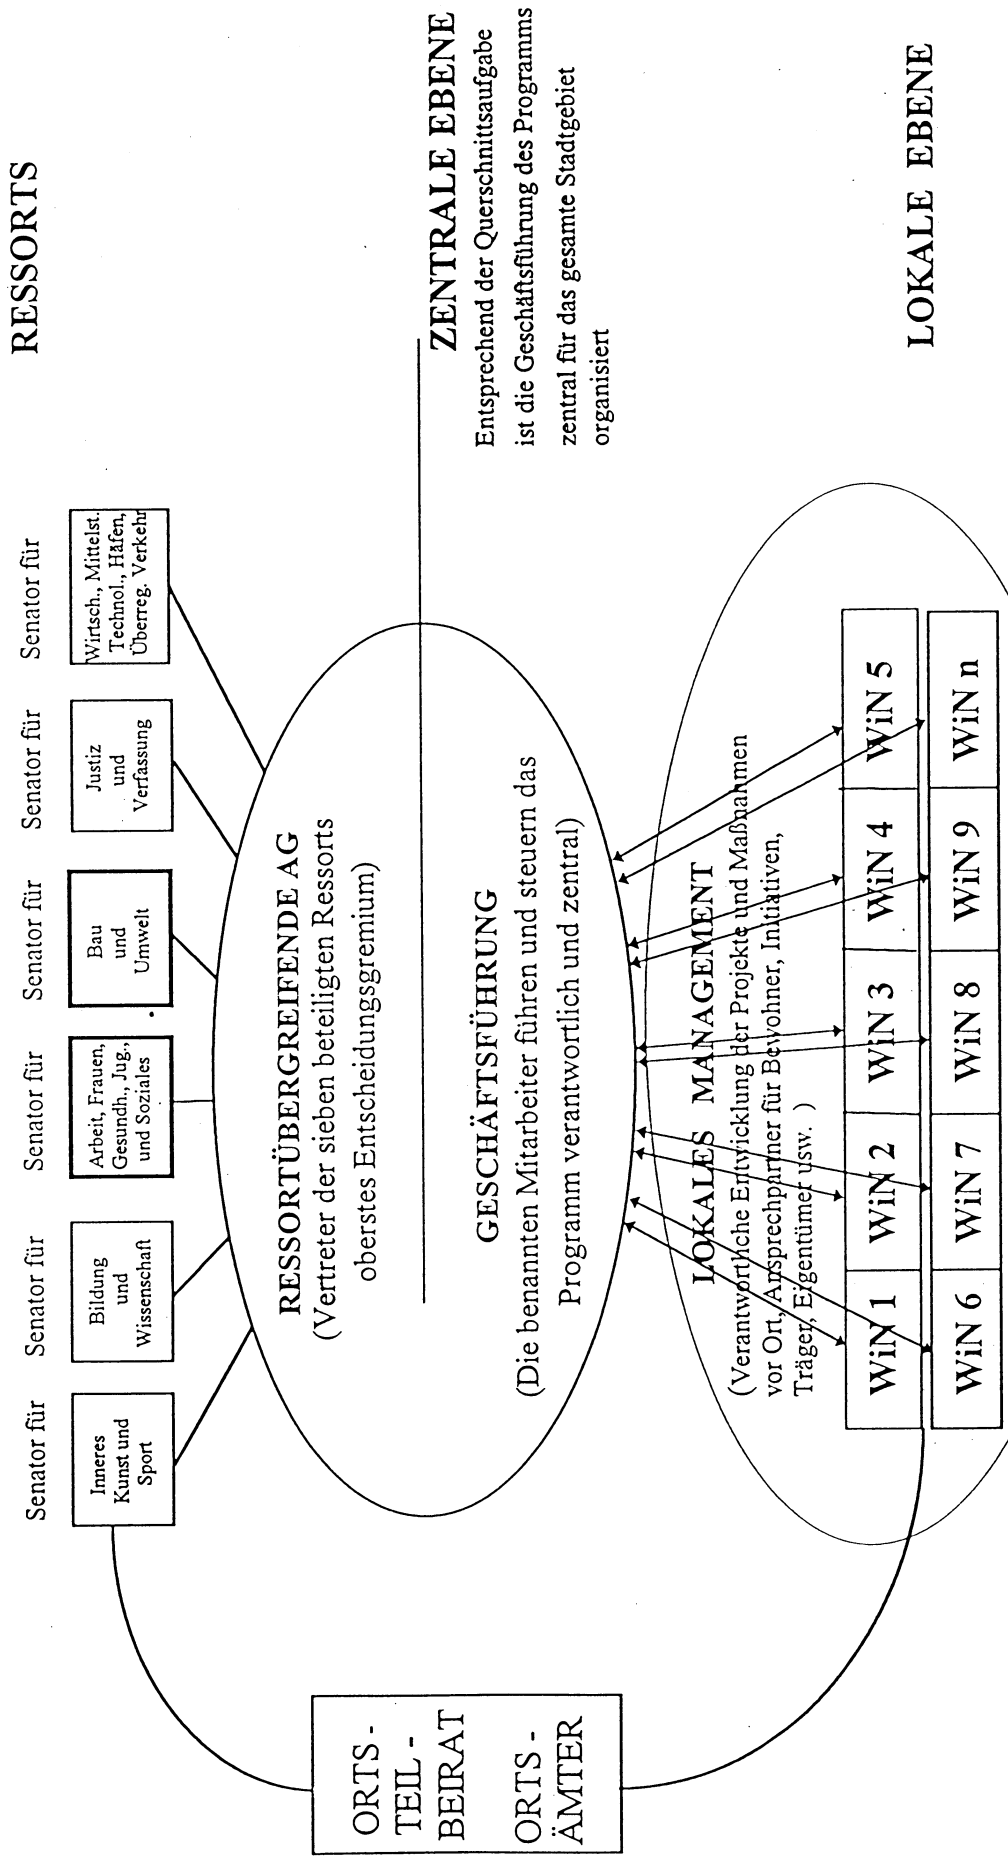 RESSORTS
Senator für
Senator für
Senator für
Senator für
Senator für
Senator für
Inneres
Kunst und
Sport
Bildung
und
Wissenschaft
Arbeit, Frauen,
Gesundh., Jug.,
und Soziales
Bau
und
Umwelt
Justiz
und
Verfassung
Wirtsch., Mittelst.
Technol., Häfen,
Überreg. Verkehr
RESSORTÜBERGREIFENDE AG
(Vertreter der sieben beteiligten Ressorts
oberstes Entscheidungsgremium)
ZENTRALE EBENE
Entsprechend der Querschnittsaufgabe
ist die Geschäftsführung des Programms
zentral für das gesamte Stadtgebiet
organisiert
GESCHÄFTSFÜHRUNG
(Die benannten Mitarbeiter führen und steuern das
Programm verantwortlich und zentral)
ORTS -
TEIL -
BEIRAT
ORTS -
ÄMTER
LOKALES MANAGEMENT
(Verantwortliche Entwicklung der Projekte und Maßnahmen
vor Ort, Ansprechpartner für Bewohner, Initiativen,
Träger, Eigentümer usw. )
LOKALE EBENE
WiN 1
WiN 2
WiN 3
WiN 4
WiN 5
WiN 6
WiN 7
WiN 8
WiN 9
WiN n